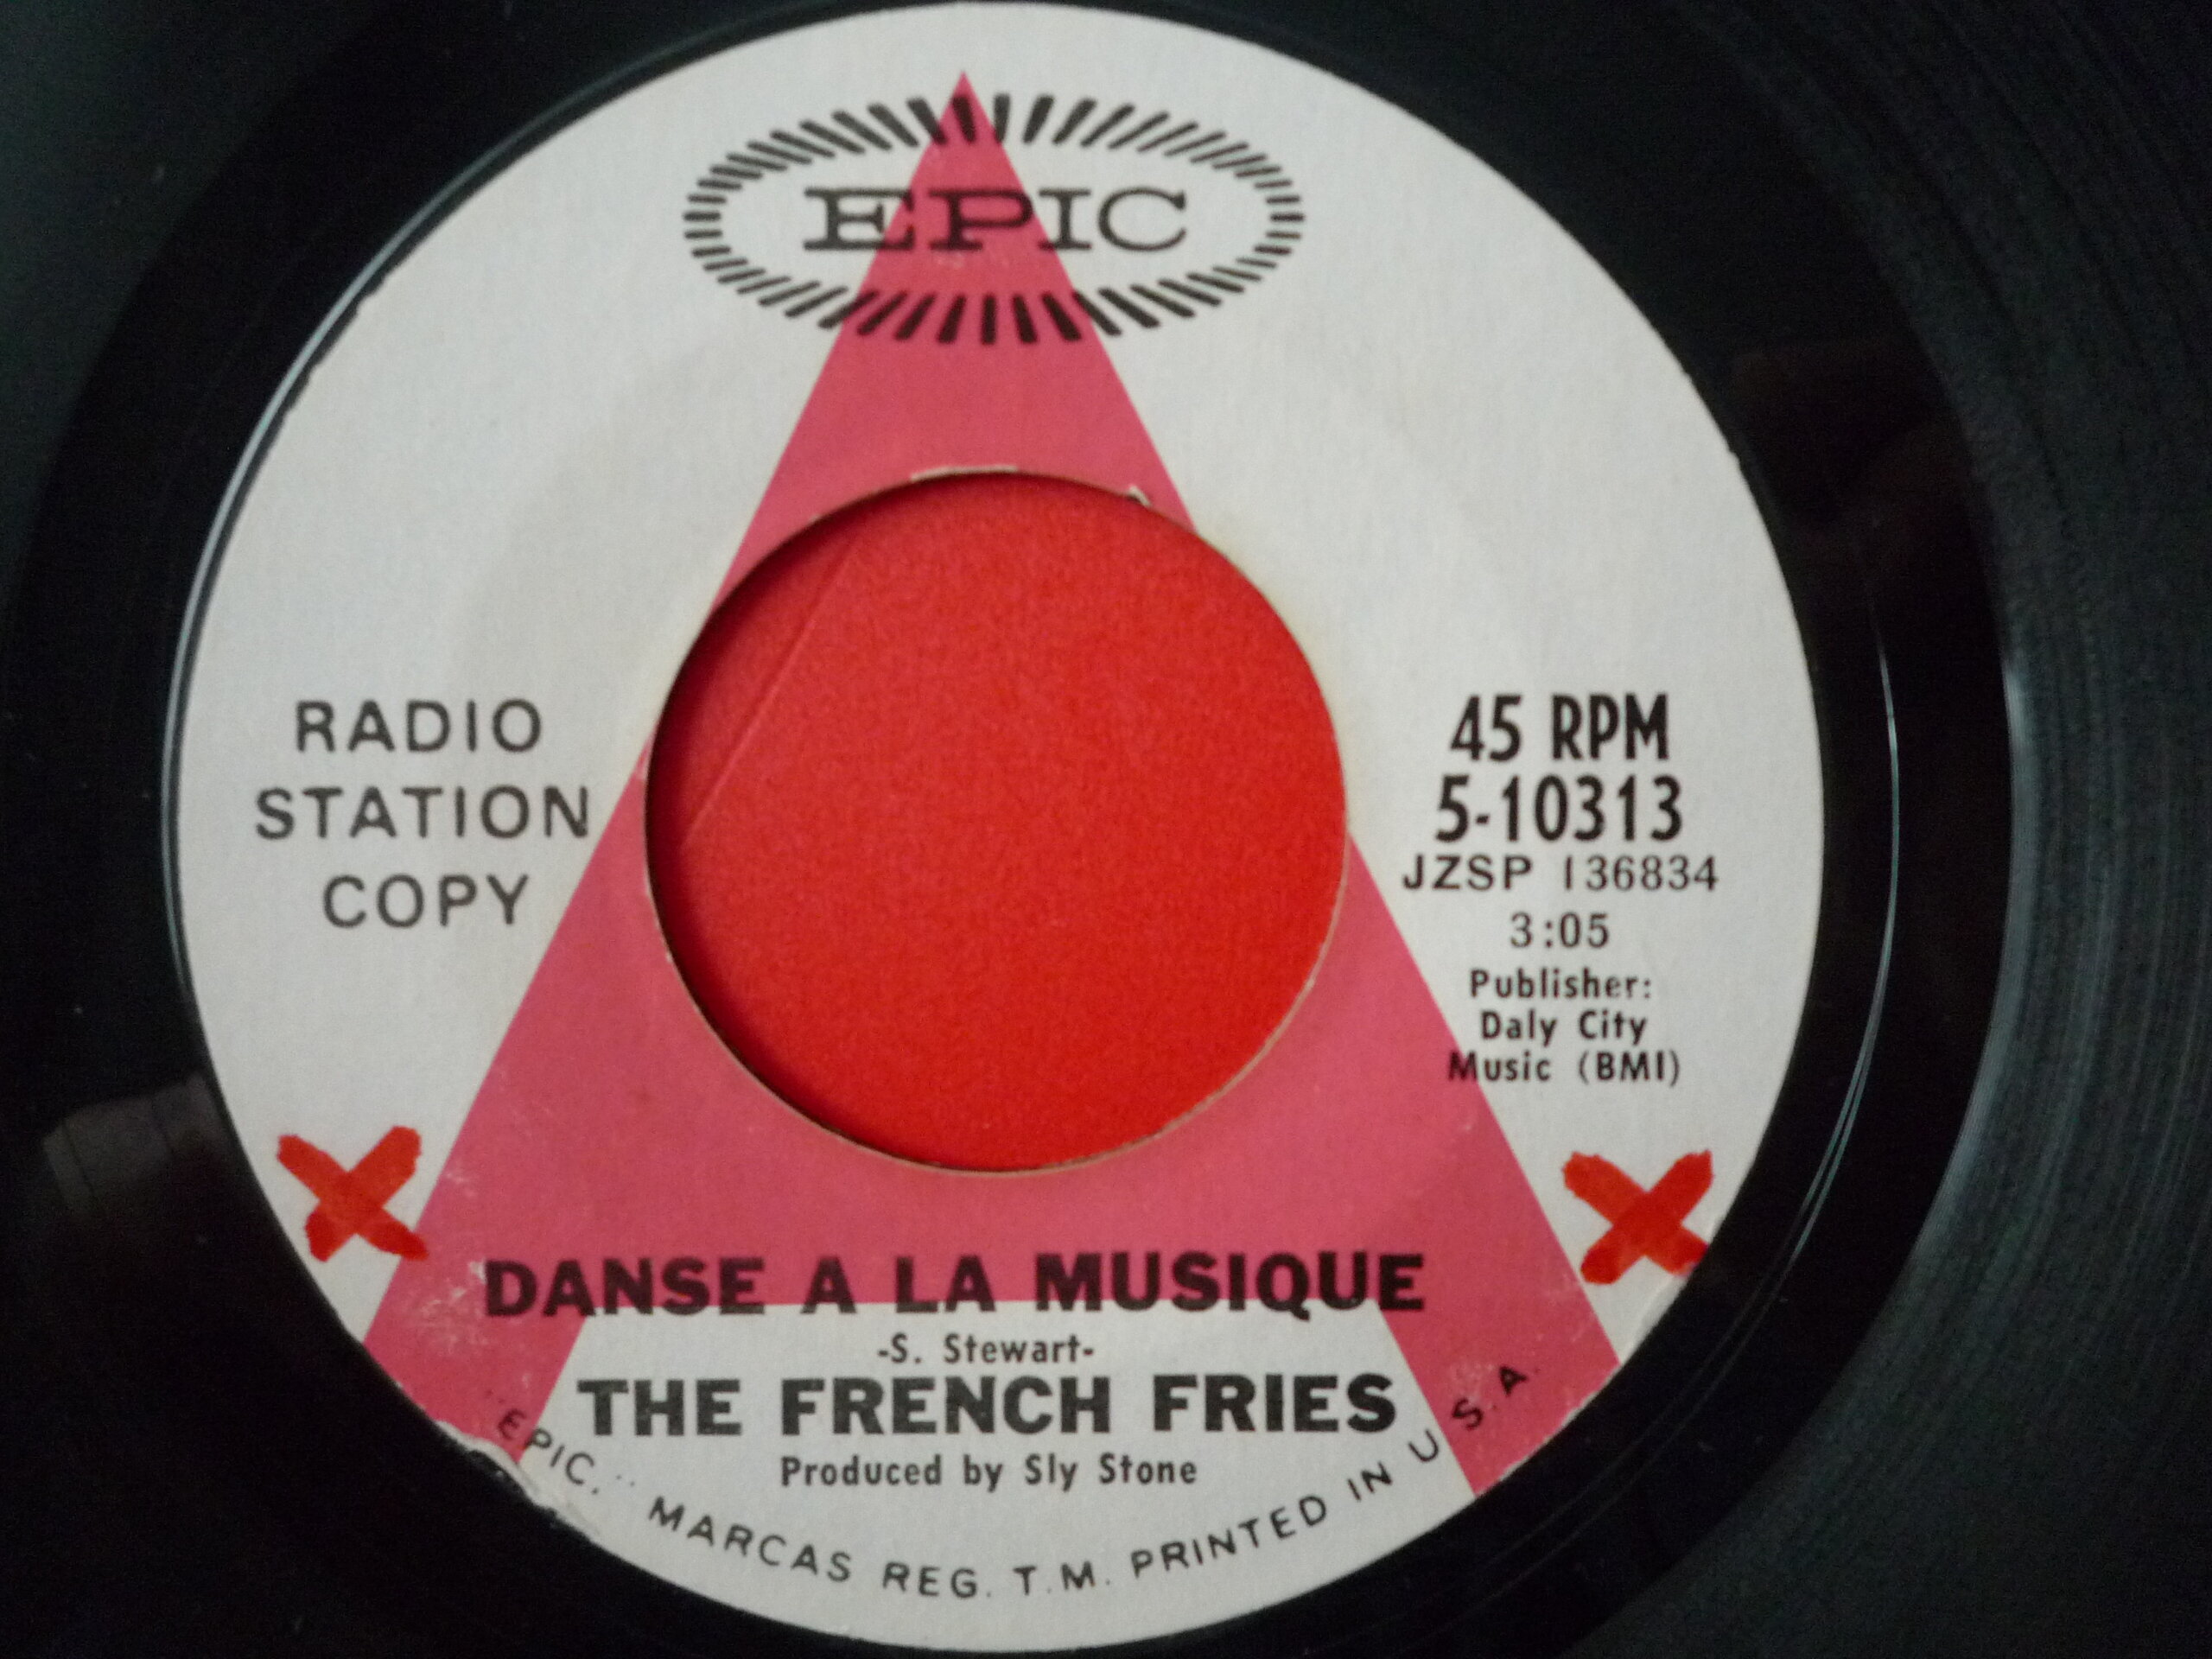 EPIC
RADIO
STATION
COPY
45 RPM
5-10313
JZSP 136834
3:05
Publisher:
Daly City
Music (BMI)
DANSE A LA MUSIQUE
-S. Stewart-
THE FRENCH FRIES
Produced by Sly Stone
"EPIC," MARCAS REG. T.M. PRINTED IN U.S.A.